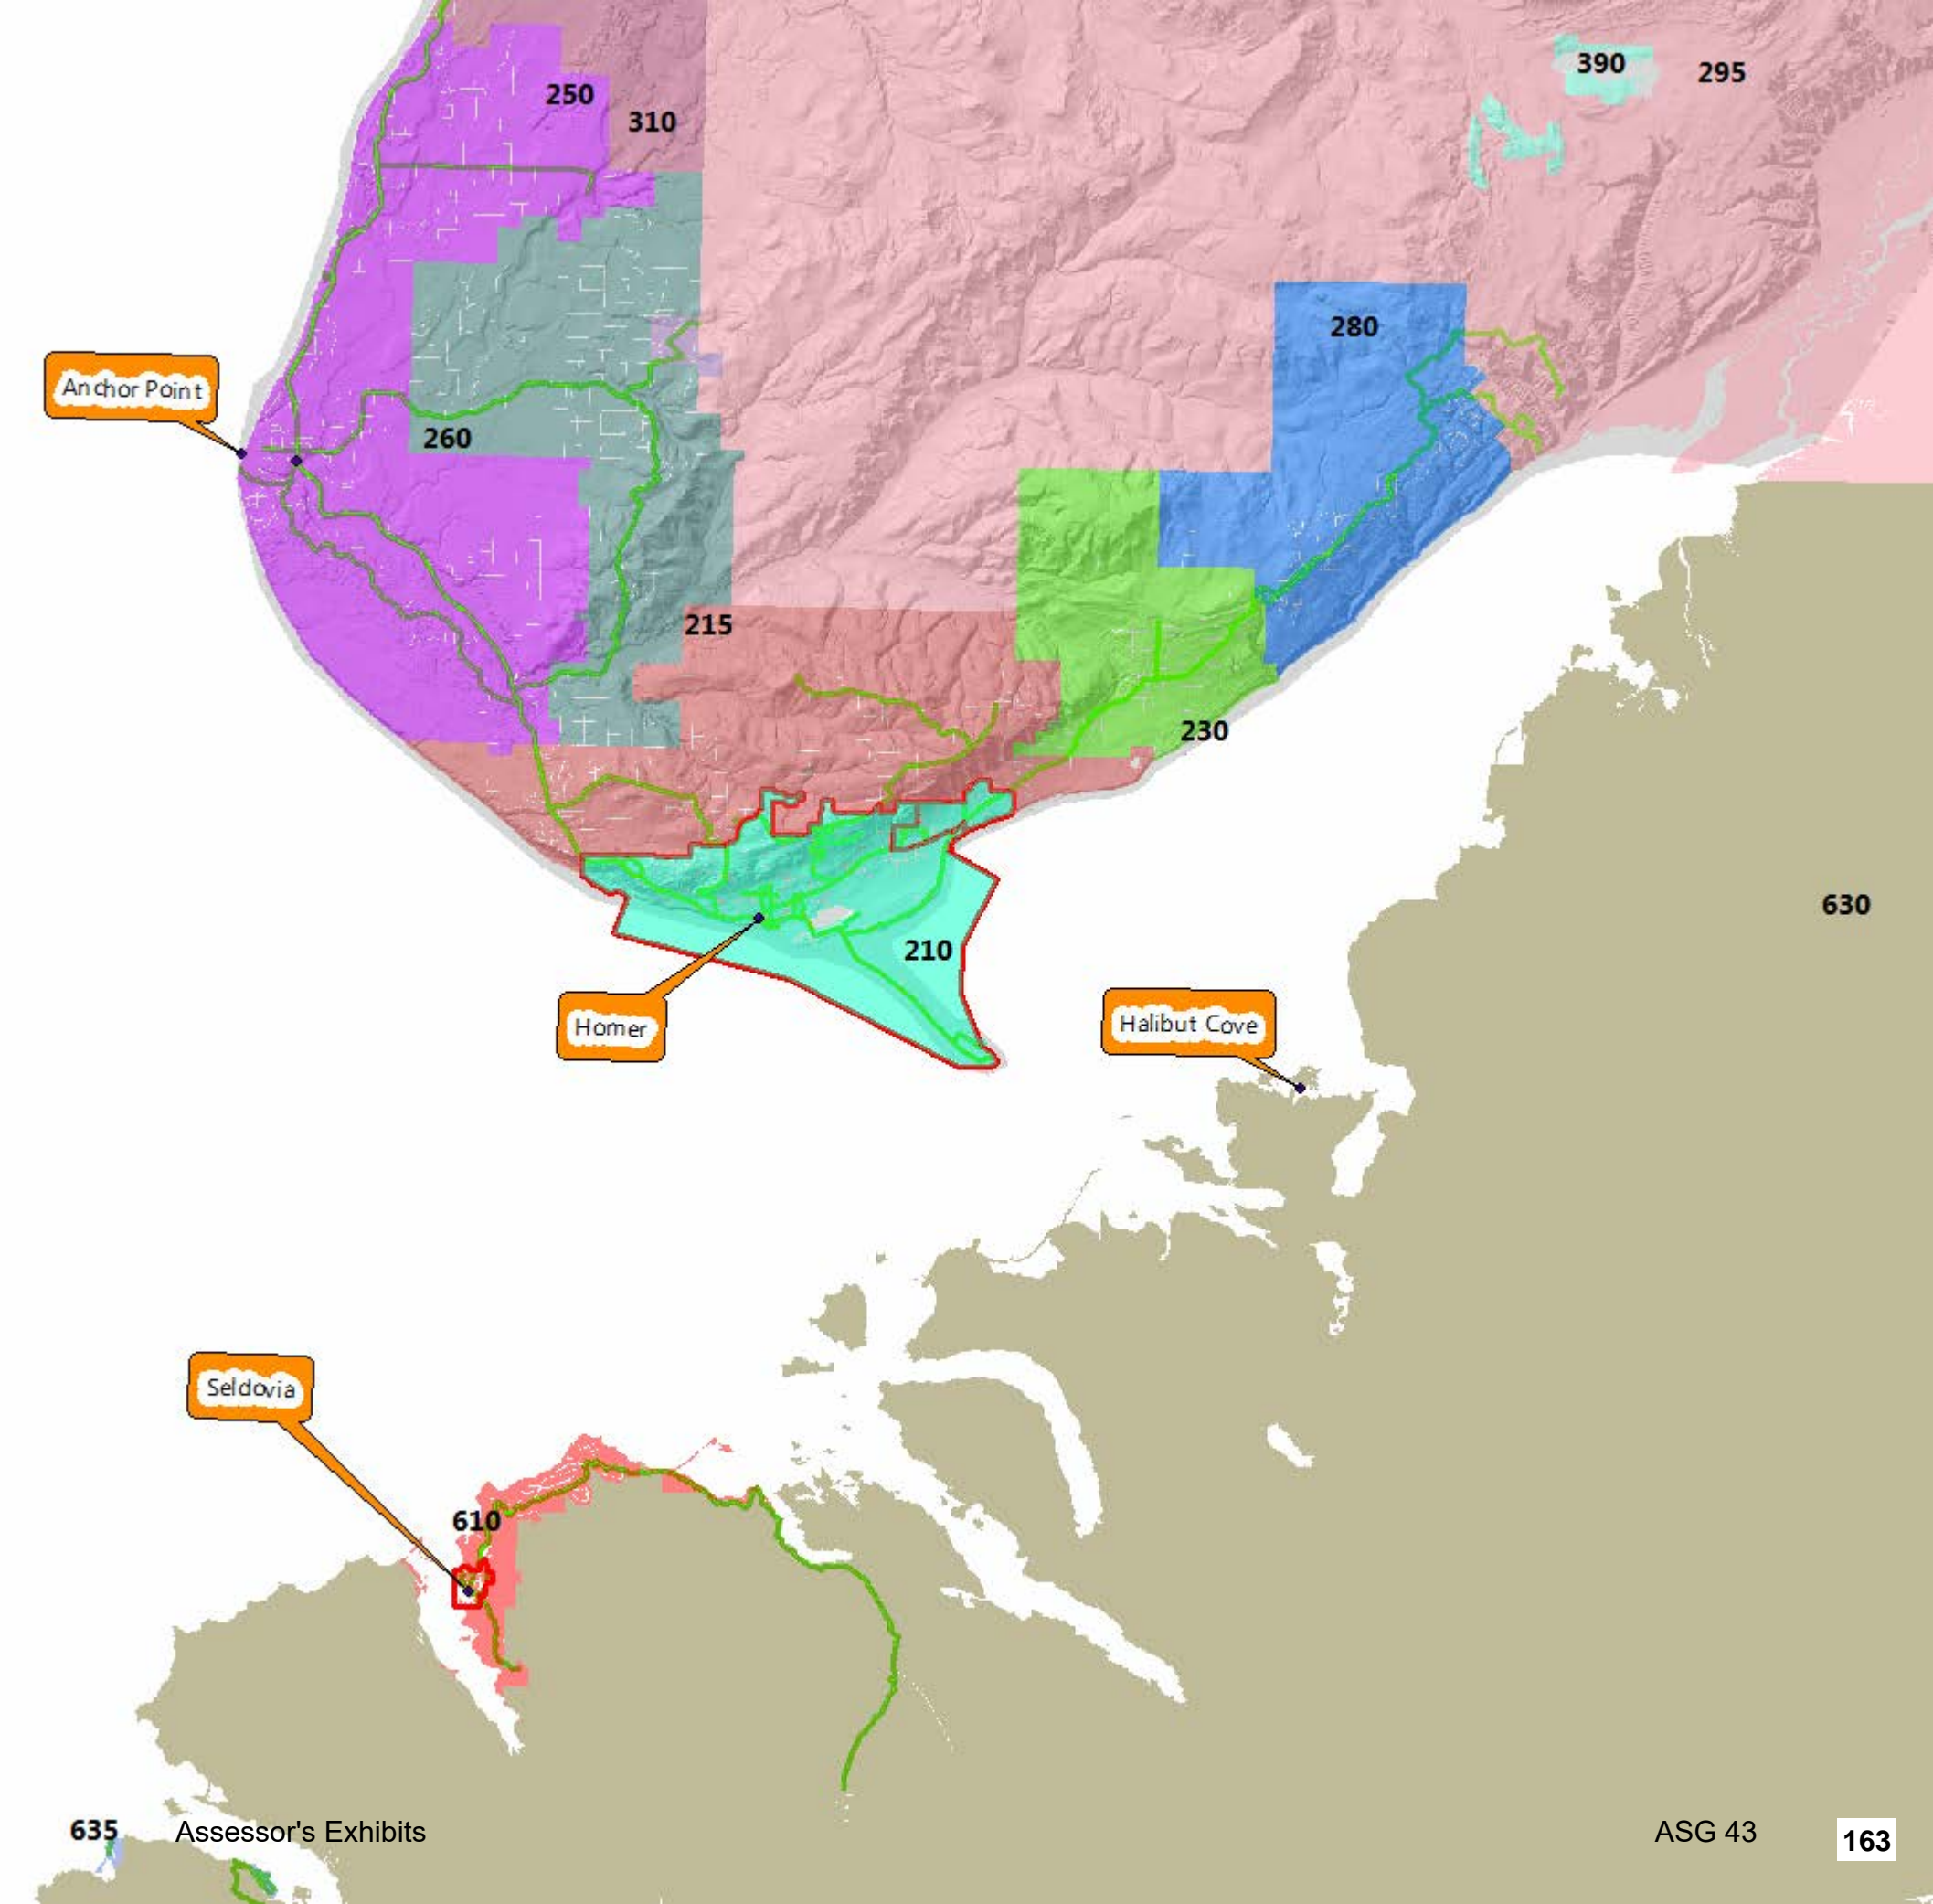 390
295
250
310
280
Anchor Point
260
215
230
630
210
Homer
Halibut Cove
Seldovia
610
635
Assessor's Exhibits
ASG 43
163